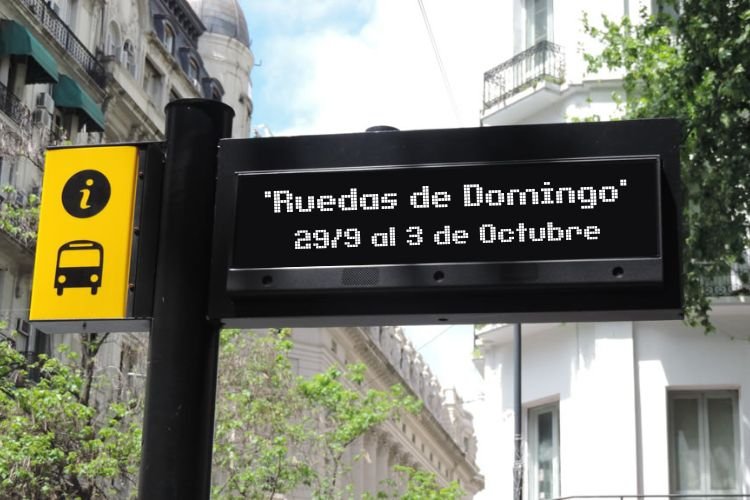 i
"Ruedas de Domingo"
29/9 al 3 de Octubre